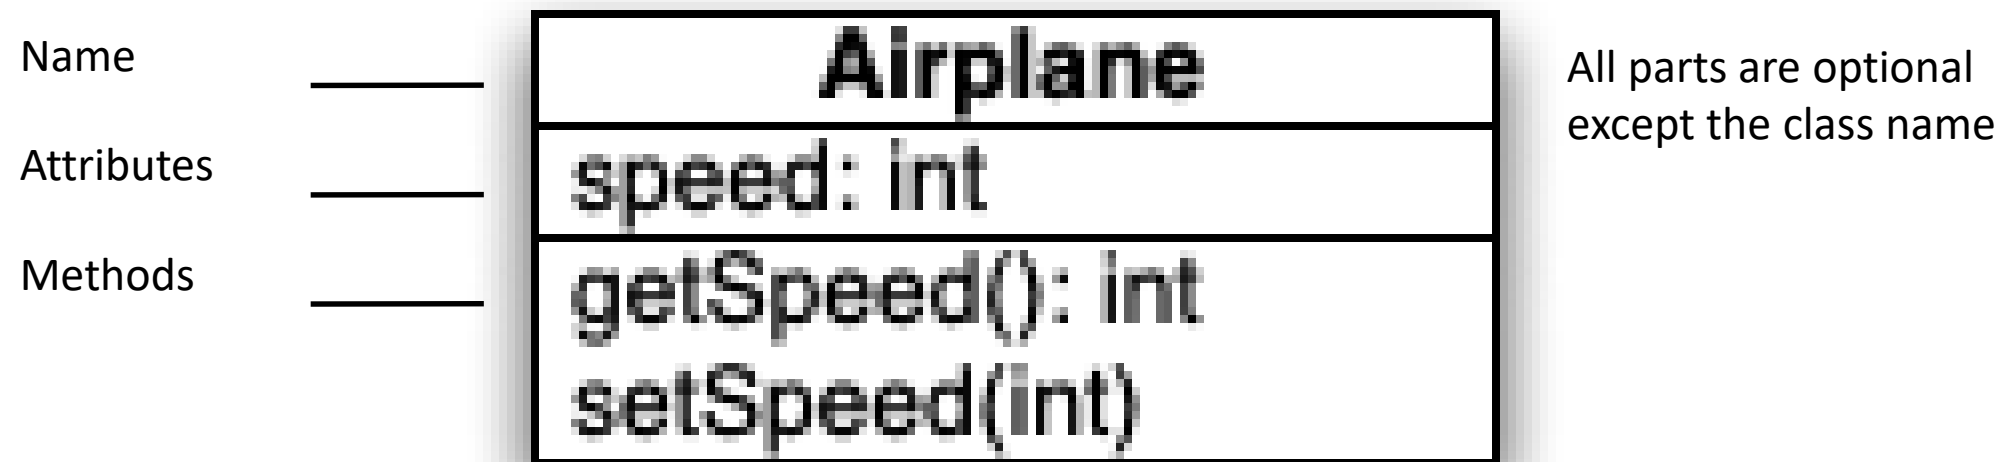 Name
Attributes
Methods
Airplane
speed: int
getSpeed(): int
setSpeed(int)
All parts are optional
except the class name